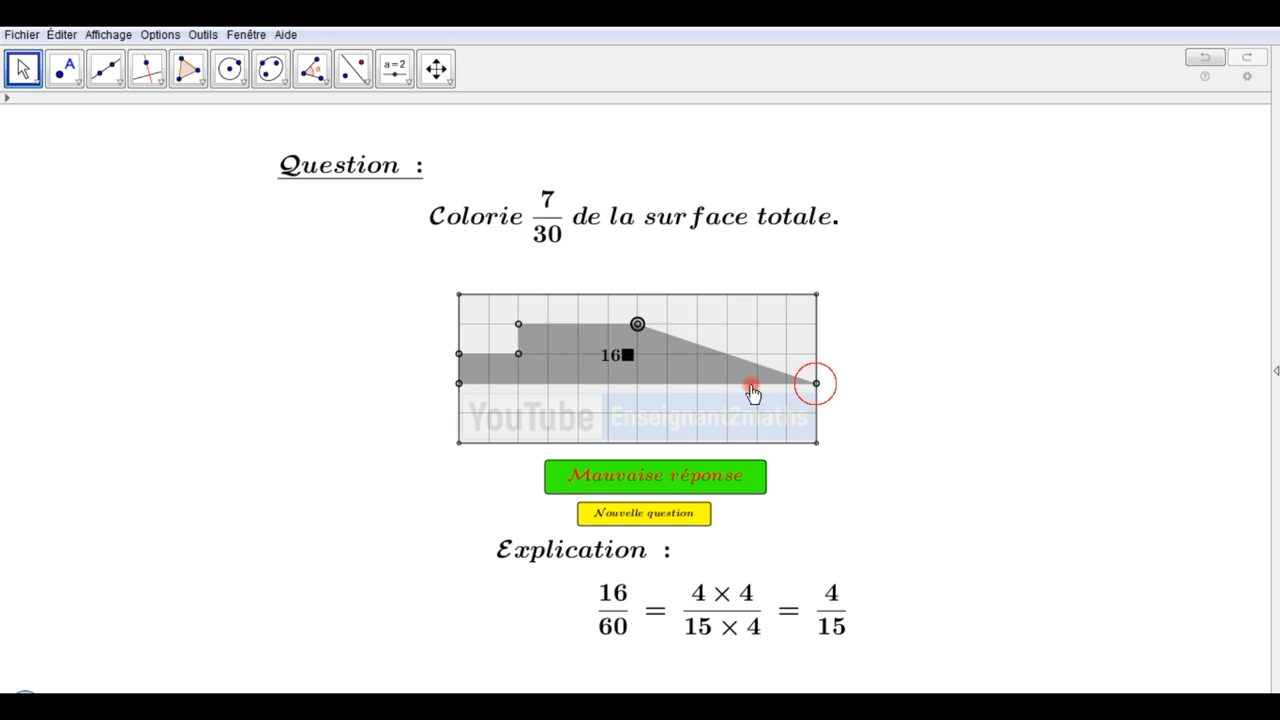 Fichier Éditer Affichage Options Outils Fenêtre Aide
A
α
a=2
Question :
Colorie 7/30 de la surface totale.
16■
YouTube Enseignant2maths
Mauvaise réponse
Nouvelle question
Explication :
16/60 = 4 × 4/15 × 4 = 4/15